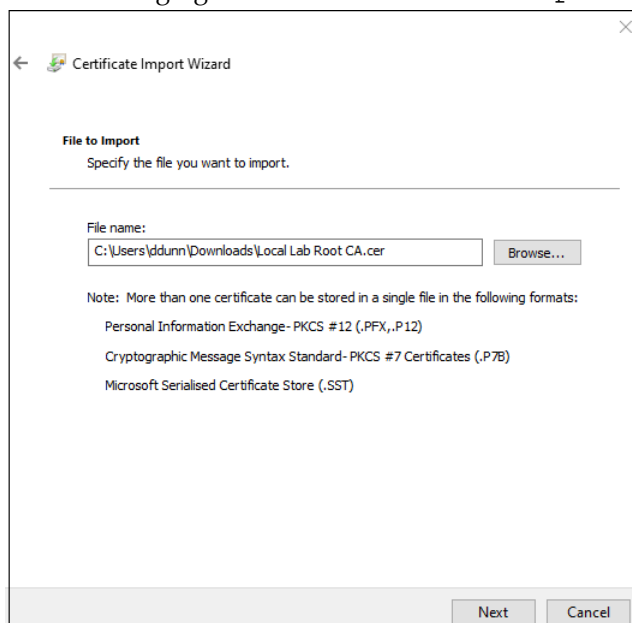 Certificate Import Wizard
File to Import
Specify the file you want to import.
File name:
C:\Users\ddunn\Downloads\Local Lab Root CA.cer
Browse...
Note: More than one certificate can be stored in a single file in the following formats:
Personal Information Exchange- PKCS #12 (.PFX,.P12)
Cryptographic Message Syntax Standard- PKCS #7 Certificates (.P7B)
Microsoft Serialised Certificate Store (.SST)
Next
Cancel